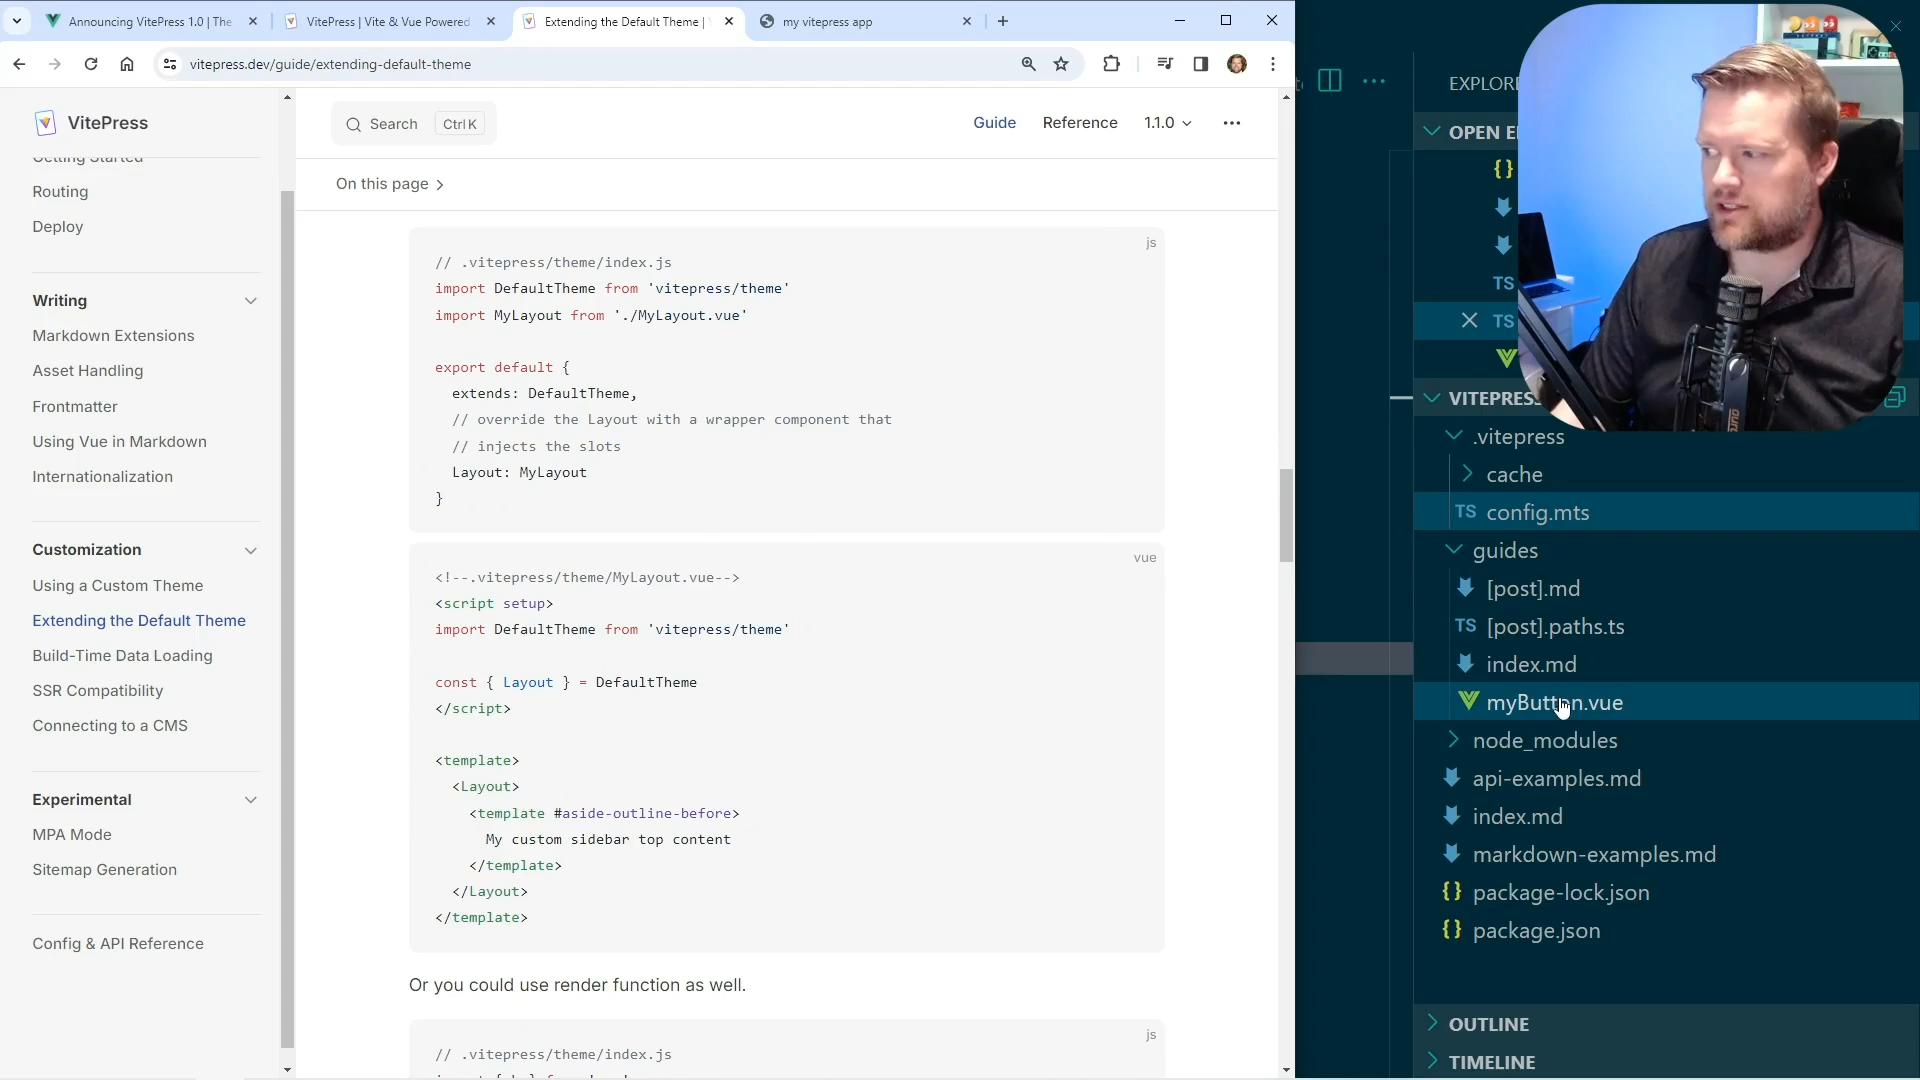 Announcing VitePress 1.0 | The
VitePress | Vite & Vue Powered
Extending the Default Theme |
my vitepress app
vitepress.dev/guide/extending-default-theme
VitePress
Search Ctrl K
Guide
Reference
1.1.0
On this page
Getting Started
Routing
Deploy
Writing
Markdown Extensions
Asset Handling
Frontmatter
Using Vue in Markdown
Internationalization
Customization
Using a Custom Theme
Extending the Default Theme
Build-Time Data Loading
SSR Compatibility
Connecting to a CMS
Experimental
MPA Mode
Sitemap Generation
Config & API Reference
js
// .vitepress/theme/index.js
import DefaultTheme from 'vitepress/theme'
import MyLayout from './MyLayout.vue'
export default {
extends: DefaultTheme,
// override the Layout with a wrapper component that
// injects the slots
Layout: MyLayout
}
vue
<!--.vitepress/theme/MyLayout.vue-->
<script setup>
import DefaultTheme from 'vitepress/theme'
const { Layout } = DefaultTheme
</script>
<template>
<Layout>
<template #aside-outline-before>
My custom sidebar top content
</template>
</Layout>
</template>
Or you could use render function as well.
js
// .vitepress/theme/index.js
EXPLORE
OPEN E
{}
TS
TS
VITEPRESS
.vitepress
cache
TS config.mts
guides
[post].md
TS [post].paths.ts
index.md
myButton.vue
node_modules
api-examples.md
index.md
markdown-examples.md
{} package-lock.json
{} package.json
OUTLINE
TIMELINE